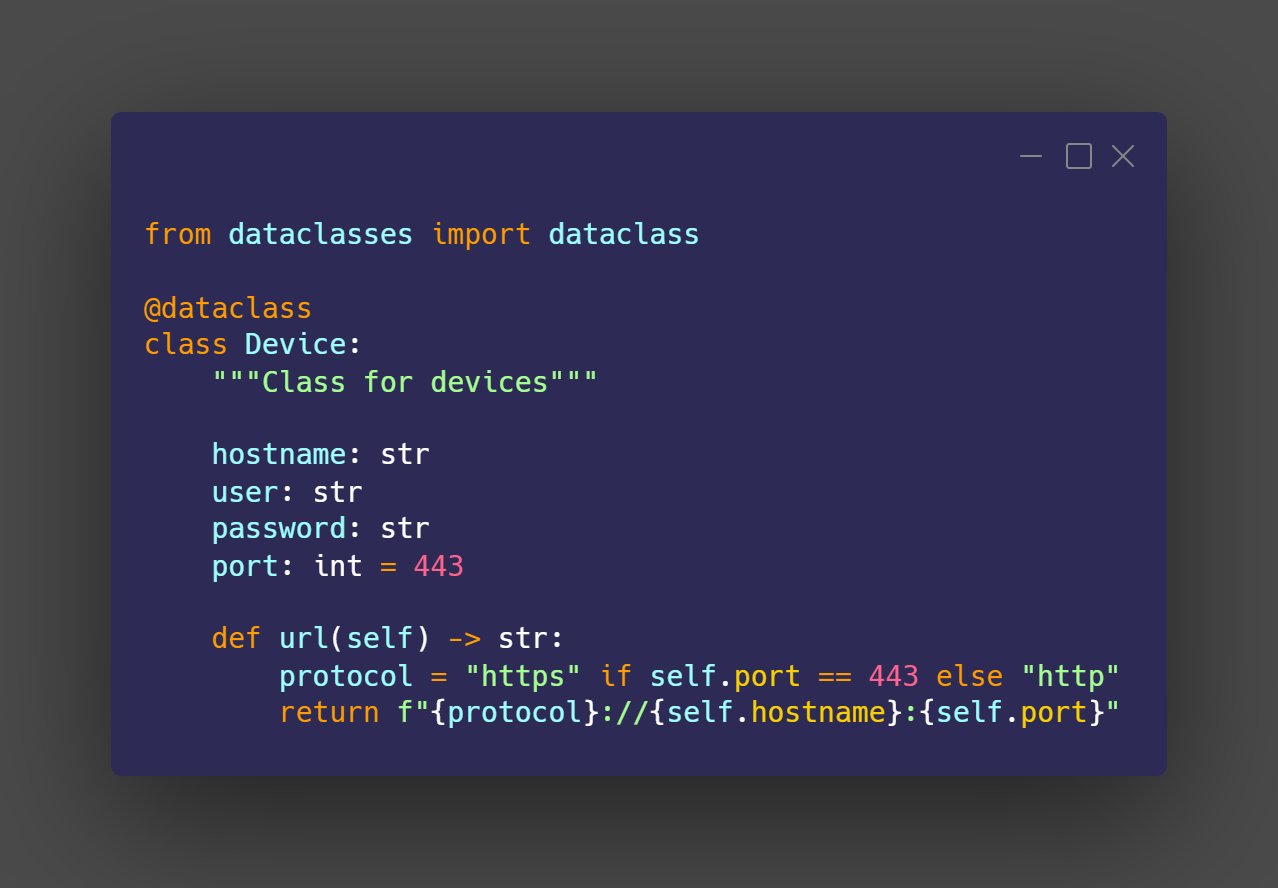 from dataclasses import dataclass

@dataclass
class Device:
    """Class for devices"""

    hostname: str
    user: str
    password: str
    port: int = 443

    def url(self) -> str:
        protocol = "https" if self.port == 443 else "http"
        return f"{protocol}://{self.hostname}:{self.port}"